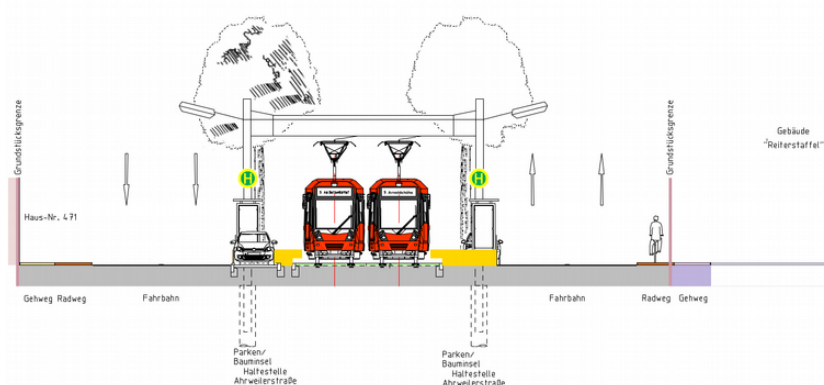 Grundstücksgrenze
Grundstücksgrenze
Gebäude
"Reiterstaffel"
H
H
Haus-Nr. 471
Gehweg Radweg
Fahrbahn
Fahrbahn
Radweg Gehweg
Parken/
Bauminsel
Haltestelle
Ahrweilerstraße
Parken/
Bauminsel
Haltestelle
Ahrweilerstraße